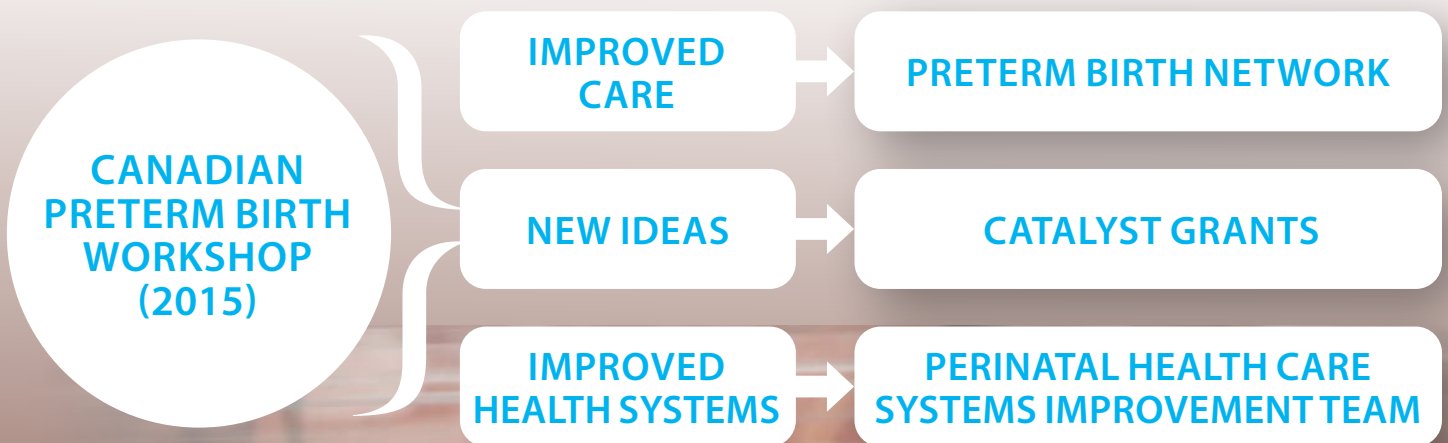 CANADIAN
PRETERM BIRTH
WORKSHOP
(2015)
IMPROVED
CARE
PRETERM BIRTH NETWORK
NEW IDEAS
CATALYST GRANTS
IMPROVED
HEALTH SYSTEMS
PERINATAL HEALTH CARE
SYSTEMS IMPROVEMENT TEAM